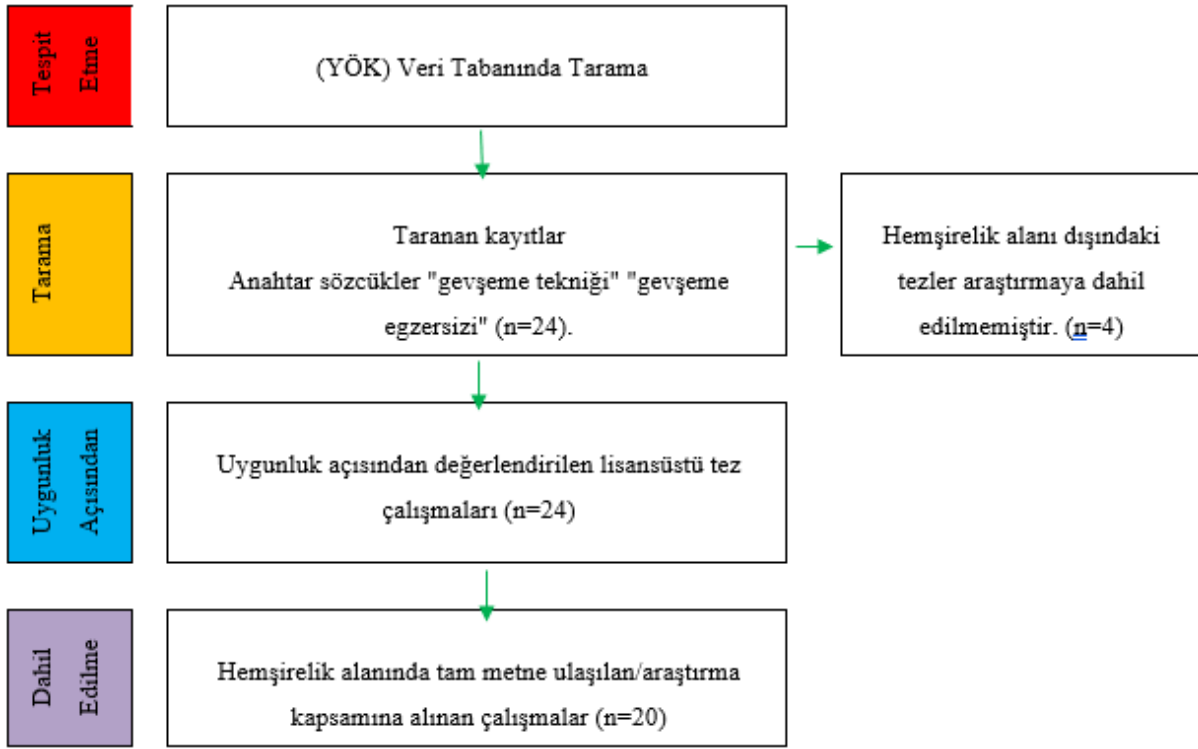 Tespit
Etme
(YÖK) Veri Tabanında Tarama
Tarama
Taranan kayıtlar
Anahtar sözcükler "gevşeme tekniği" "gevşeme
egzersizi" (n=24).
Hemşirelik alanı dışındaki
tezler araştırmaya dahil
edilmemiştir. (n=4)
Uygunluk
Açısından
Uygunluk açısından değerlendirilen lisansüstü tez
çalışmaları (n=24)
Dahil
Edilme
Hemşirelik alanında tam metne ulaşılan/araştırma
kapsamına alınan çalışmalar (n=20)